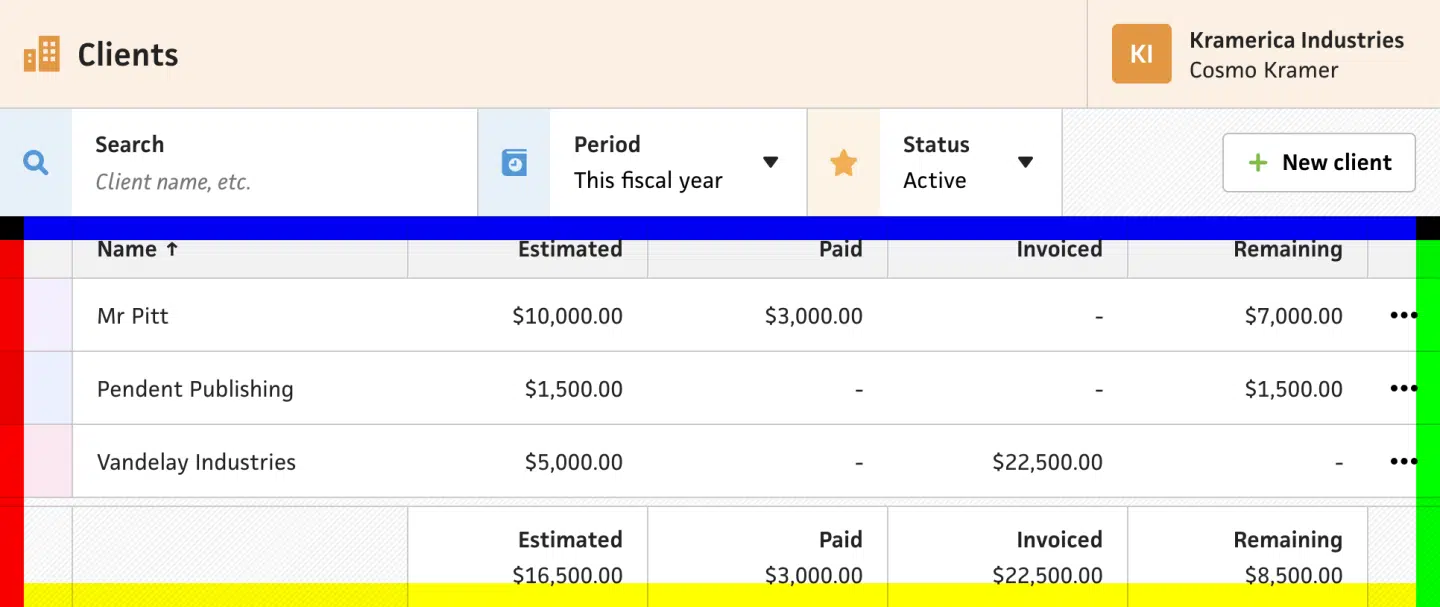 Clients
KI
Kramerica Industries
Cosmo Kramer
Search
Client name, etc.
Period
This fiscal year
Status
Active
+ New client
Name ↑ Estimated Paid Invoiced Remaining
Mr Pitt $10,000.00 $3,000.00 - $7,000.00 •••
Pendent Publishing $1,500.00 - - $1,500.00 •••
Vandelay Industries $5,000.00 - $22,500.00 - •••
Estimated Paid Invoiced Remaining
$16,500.00 $3,000.00 $22,500.00 $8,500.00